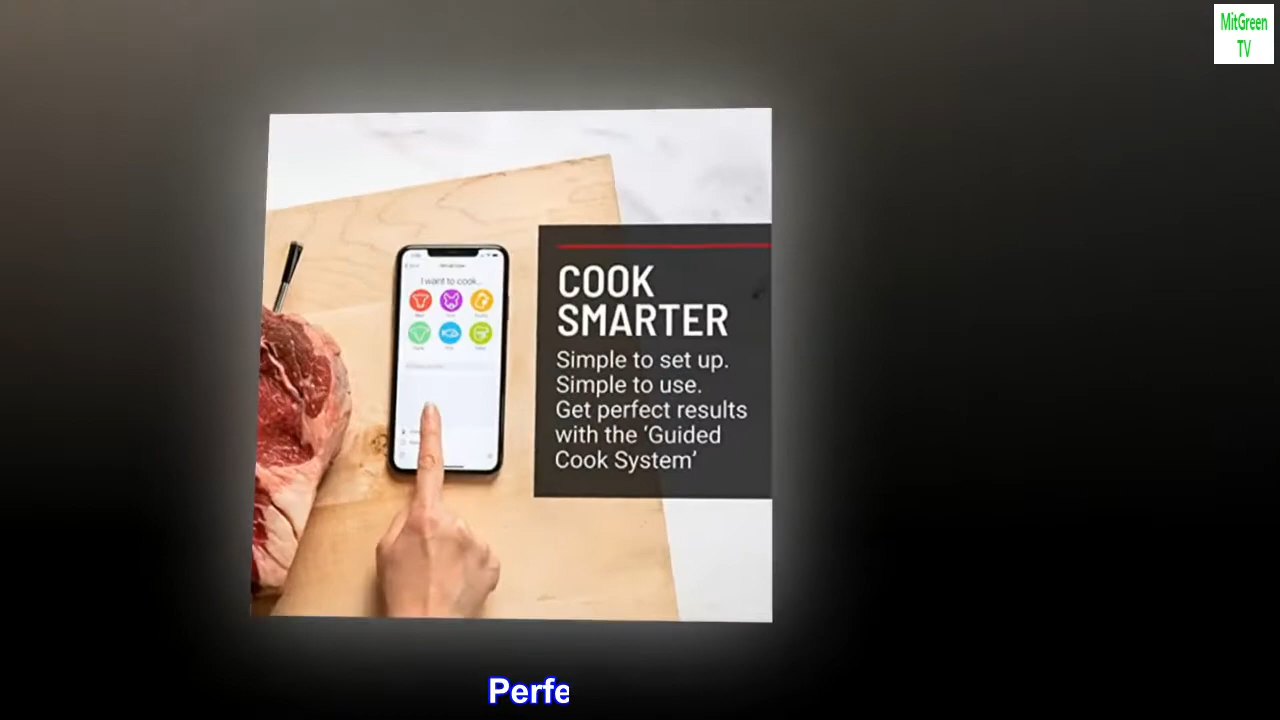 MitGreen
TV
I want to cook...
COOK
SMARTER
Simple to set up.
Simple to use.
Get perfect results
with the ‘Guided
Cook System’
Perfe